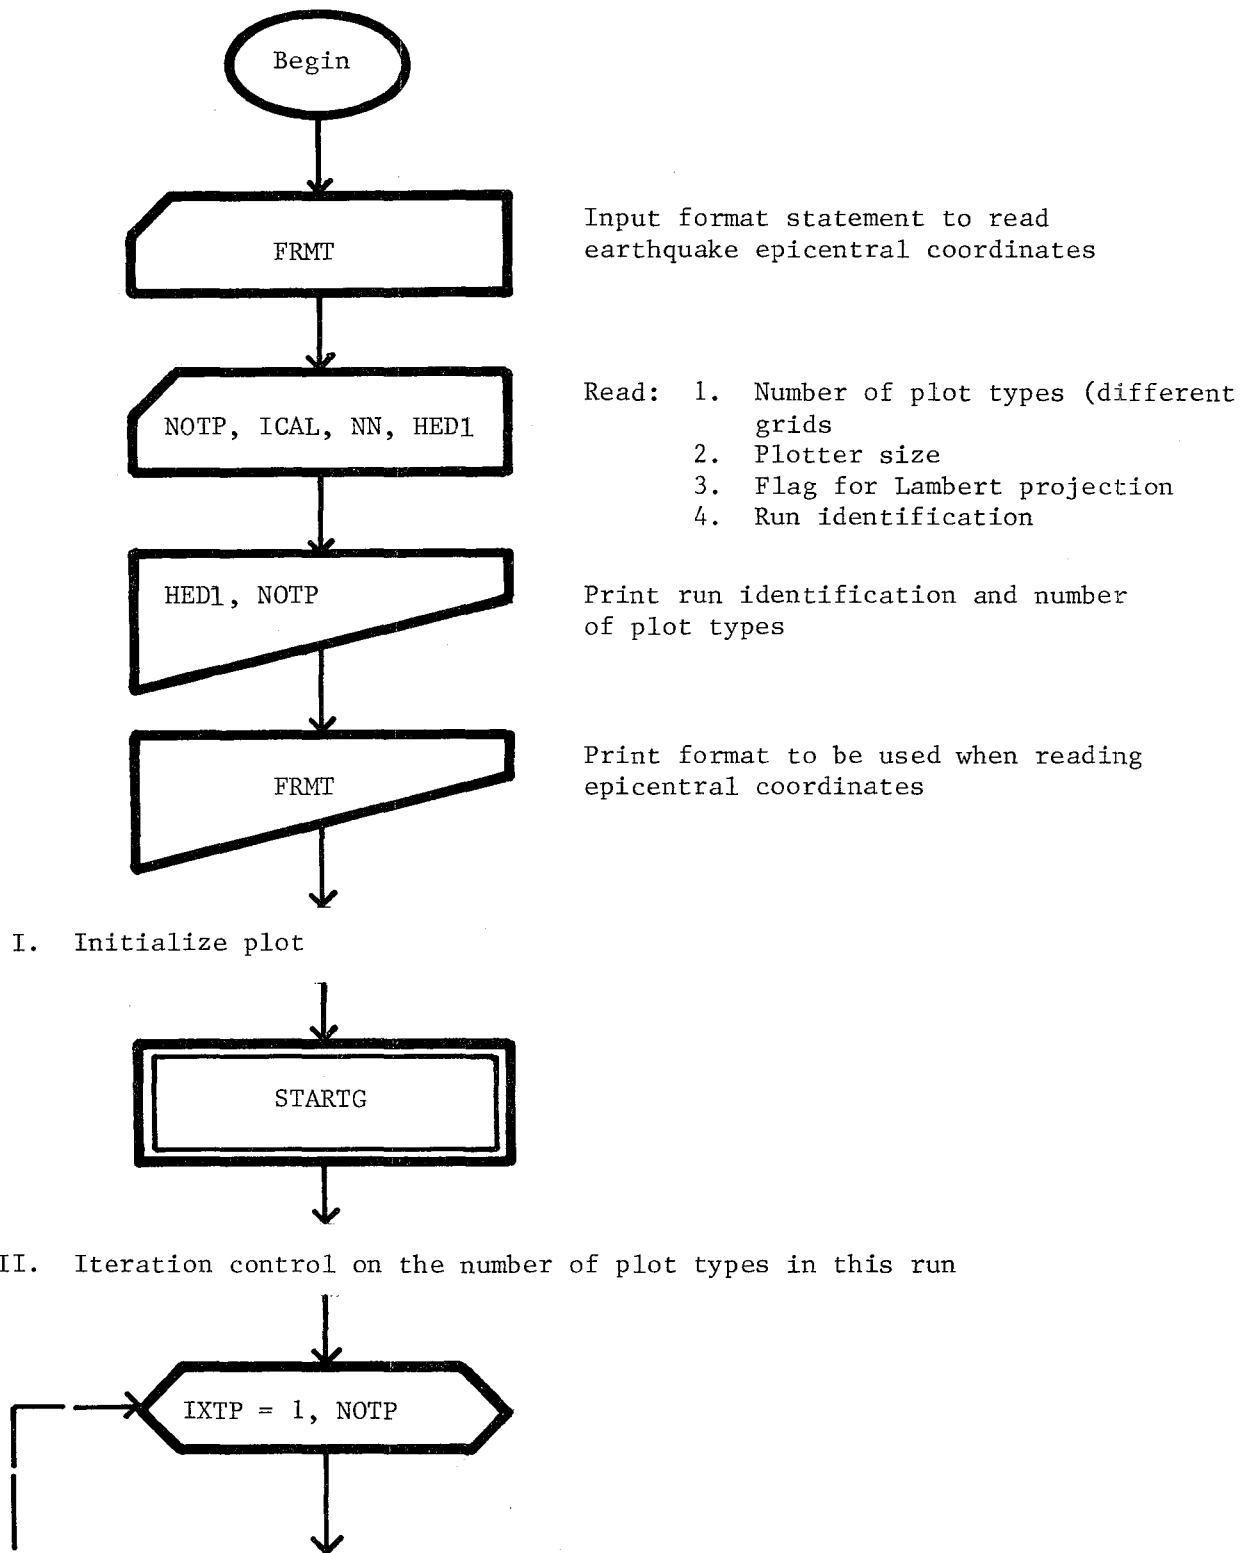 Begin
FRMT
Input format statement to read
earthquake epicentral coordinates
NOTP, ICAL, NN, HED1
Read: 1. Number of plot types (different
grids
2. Plotter size
3. Flag for Lambert projection
4. Run identification
HED1, NOTP
Print run identification and number
of plot types
FRMT
Print format to be used when reading
epicentral coordinates
I. Initialize plot
STARTG
II. Iteration control on the number of plot types in this run
IXTP = 1, NOTP